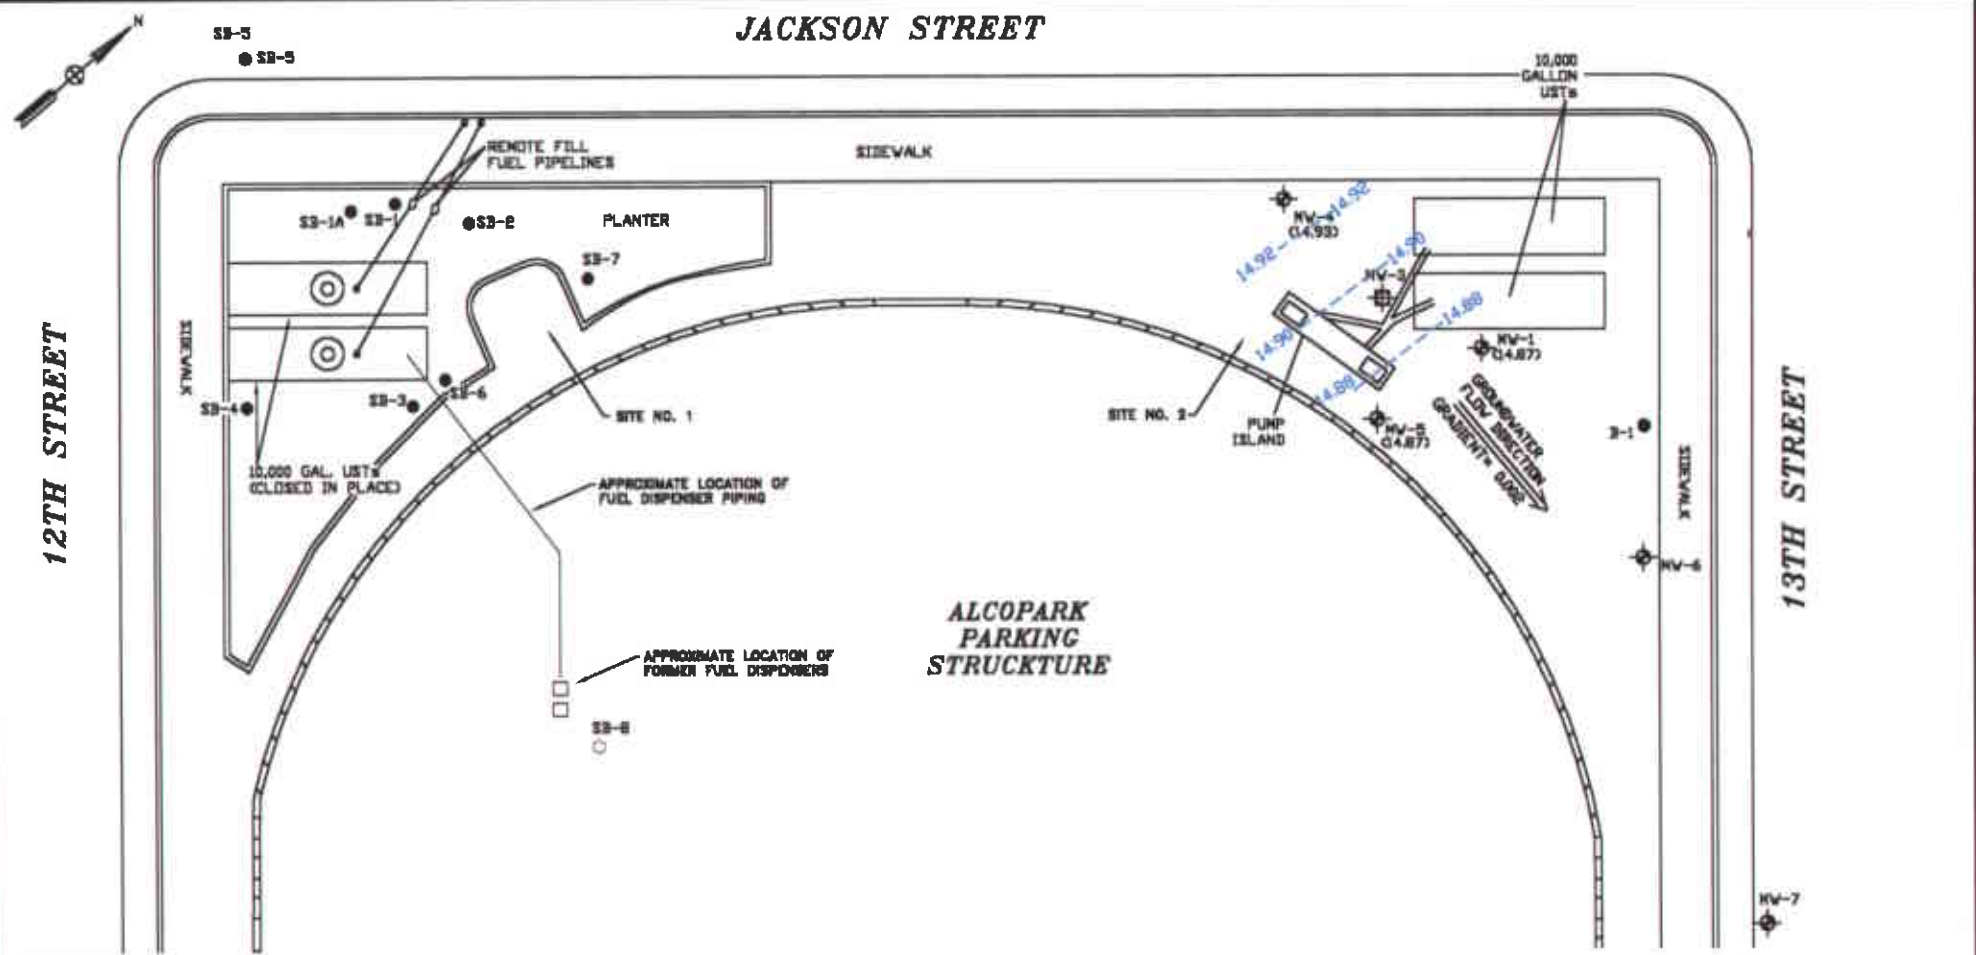 N
JACKSON STREET
SB-5
SB-5
10,000
GALLON
USTs
REMOTE FILL
FUEL PIPELINES
SIDEWALK
SB-1A
SB-1
SB-2
PLANTER
SB-7
MW-4
(14.93)
14.92
14.92
14.90
14.90
MW-3
14.88
14.88
MW-1
(14.87)
SIDEWALK
12TH STREET
SB-4
SB-3
SB-6
SITE NO. 1
SITE NO. 2
PUMP
ISLAND
MW-5
(14.87)
GROUNDWATER
FLOW DIRECTION
GRADIENT= 0.002
B-1
SIDEWALK
13TH STREET
10,000 GAL. USTs
(CLOSED IN PLACE)
APPROXIMATE LOCATION OF
FUEL DISPENSER PIPING
MW-6
ALCOPARK
PARKING
STRUCKTURE
APPROXIMATE LOCATION OF
FORMER FUEL DISPENSERS
SB-8
MW-7